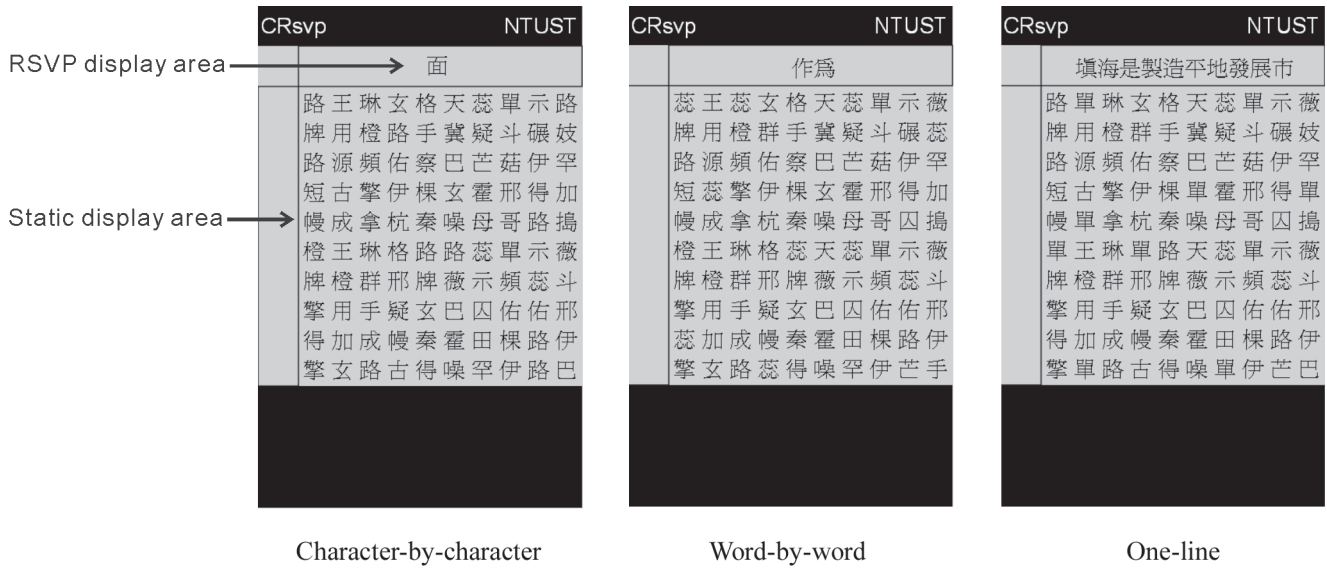 CRsvp NTUST
RSVP display area
面
Static display area
路王琳玄格天蕊單示路
牌用橙路手冀疑斗碾妓
路源頻佑察巴芒菇伊罕
短古擎伊棵玄霍邢得加
幔成拿杭秦噪母哥路搗
橙王琳格路路蕊單示薇
牌橙群邢牌薇示頻蕊斗
擎用手疑玄巴囚佑佑邢
得加成幔秦霍田棵路伊
擎玄路古得噪罕伊路巴
Character-by-character
CRsvp NTUST
作為
蕊王蕊玄格天蕊單示薇
牌用橙群手冀疑斗碾蕊
路源頻佑察巴芒菇伊罕
短蕊擎伊棵玄霍邢得加
幔成拿杭秦噪母哥囚搗
橙王琳格蕊天蕊單示薇
牌橙群邢牌薇示頻蕊斗
擎用手疑玄巴囚佑佑邢
蕊加成幔秦霍田棵路伊
擎玄路蕊得噪罕伊芒手
Word-by-word
CRsvp NTUST
填海是製造平地發展市
路單琳玄格天蕊單示薇
牌用橙群手冀疑斗碾妓
路源頻佑察巴芒菇伊罕
短古擎伊棵單霍邢得單
幔單拿杭秦噪母哥囚搗
單王琳單路天蕊單示薇
牌橙群邢牌薇示頻蕊斗
擎用手疑玄巴囚佑佑邢
得加成幔秦霍田棵路伊
擎單路古得噪單伊芒巴
One-line